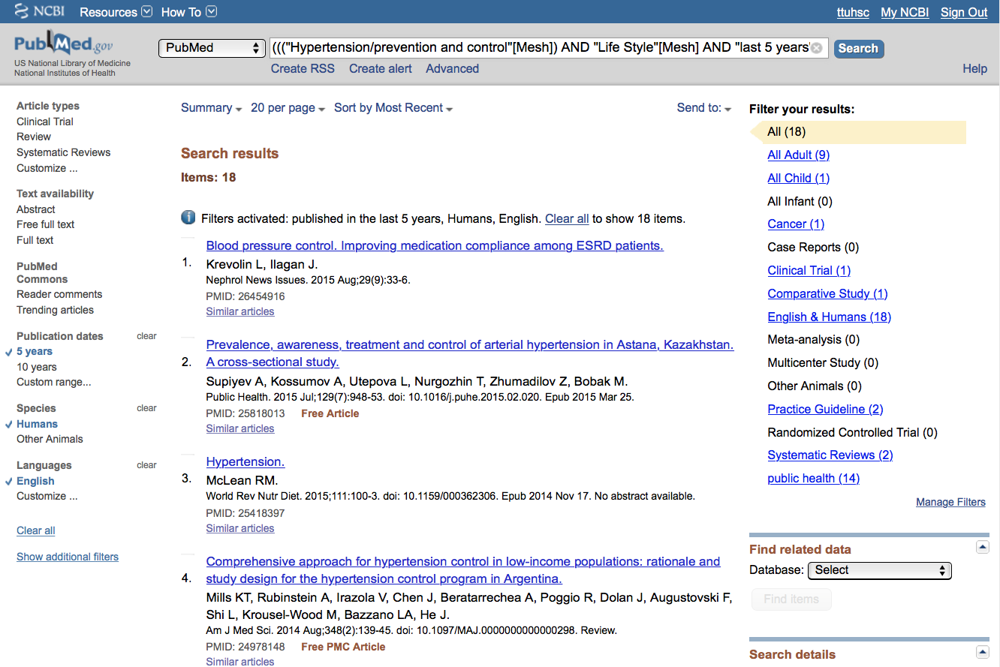 NCBI Resources How To ttuhsc My NCBI Sign Out
PubMed.gov
US National Library of Medicine
National Institutes of Health
PubMed ((("Hypertension/prevention and control"[Mesh]) AND "Life Style"[Mesh] AND "last 5 years" Search
Create RSS Create alert Advanced Help
Article types
Clinical Trial
Review
Systematic Reviews
Customize ...
Text availability
Abstract
Free full text
Full text
PubMed
Commons
Reader comments
Trending articles
Publication dates clear
5 years
10 years
Custom range...
Species clear
Humans
Other Animals
Languages clear
English
Customize ...
Clear all
Show additional filters
Summary 20 per page Sort by Most Recent Send to:
Search results
Items: 18
Filters activated: published in the last 5 years, Humans, English. Clear all to show 18 items.
Blood pressure control. Improving medication compliance among ESRD patients.
1. Krevolin L, Ilagan J.
Nephrol News Issues. 2015 Aug;29(9):33-6.
PMID: 26454916
Similar articles
Prevalence, awareness, treatment and control of arterial hypertension in Astana, Kazakhstan.
2. A cross-sectional study.
Supiyev A, Kossumov A, Utepova L, Nurgozhin T, Zhumadilov Z, Bobak M.
Public Health. 2015 Jul;129(7):948-53. doi: 10.1016/j.puhe.2015.02.020. Epub 2015 Mar 25.
PMID: 25818013 Free Article
Similar articles
Hypertension.
3. McLean RM.
World Rev Nutr Diet. 2015;111:100-3. doi: 10.1159/000362306. Epub 2014 Nov 17. No abstract available.
PMID: 25418397
Similar articles
Comprehensive approach for hypertension control in low-income populations: rationale and
4. study design for the hypertension control program in Argentina.
Mills KT, Rubinstein A, Irazola V, Chen J, Beratarrechea A, Poggio R, Dolan J, Augustovski F,
Shi L, Krousel-Wood M, Bazzano LA, He J.
Am J Med Sci. 2014 Aug;348(2):139-45. doi: 10.1097/MAJ.0000000000000298. Review.
PMID: 24978148 Free PMC Article
Similar articles
Filter your results:
All (18)
All Adult (9)
All Child (1)
All Infant (0)
Cancer (1)
Case Reports (0)
Clinical Trial (1)
Comparative Study (1)
English & Humans (18)
Meta-analysis (0)
Multicenter Study (0)
Other Animals (0)
Practice Guideline (2)
Randomized Controlled Trial (0)
Systematic Reviews (2)
public health (14)
Manage Filters
Find related data
Database: Select
Find items
Search details